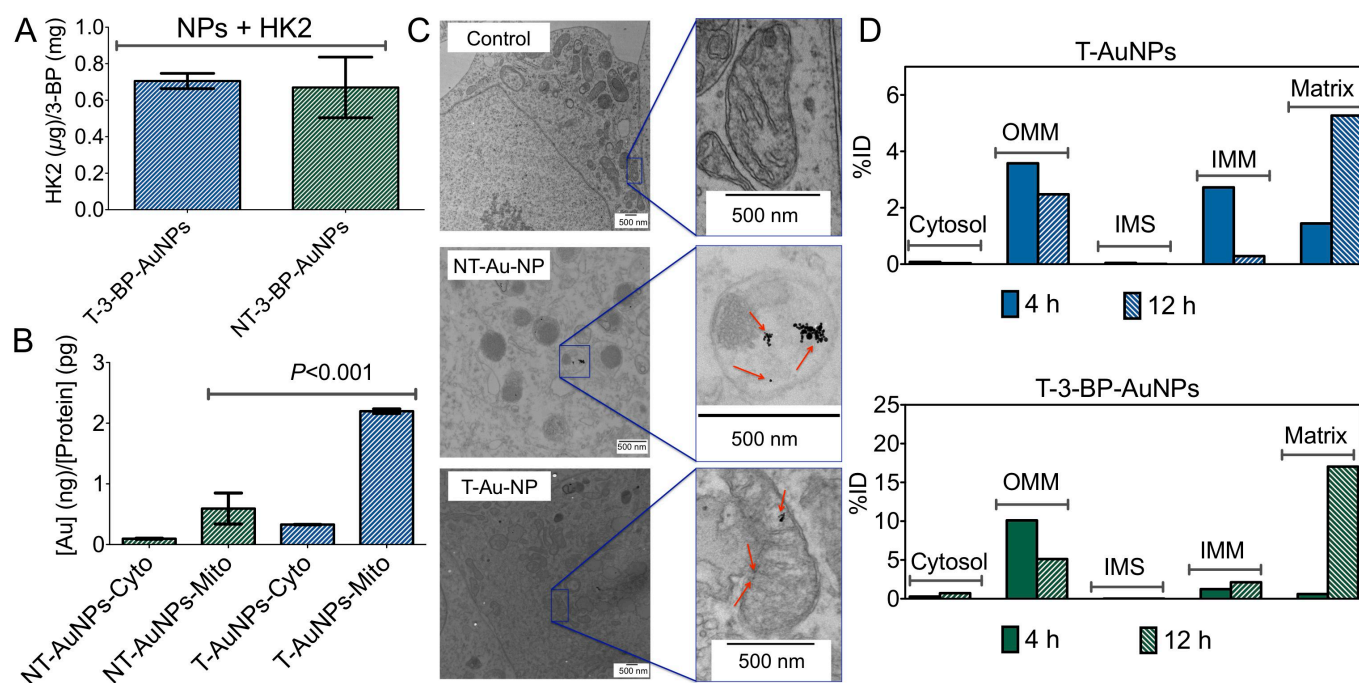 A
NPs + HK2
HK2 (µg)/3-BP (mg)
1.0
0.8
0.6
0.4
0.2
0.0
T-3-BP-AuNPs
NT-3-BP-AuNPs
B
P<0.001
[Au] (ng)/[Protein] (pg)
3
2
1
0
NT-AuNPs-Cyto
NT-AuNPs-Mito
T-AuNPs-Cyto
T-AuNPs-Mito
C
Control
500 nm
500 nm
NT-Au-NP
500 nm
500 nm
T-Au-NP
500 nm
500 nm
D
T-AuNPs
%ID
6
4
2
0
Cytosol
OMM
IMS
IMM
Matrix
4 h
12 h
T-3-BP-AuNPs
%ID
25
20
15
10
5
0
Cytosol
OMM
IMS
IMM
Matrix
4 h
12 h